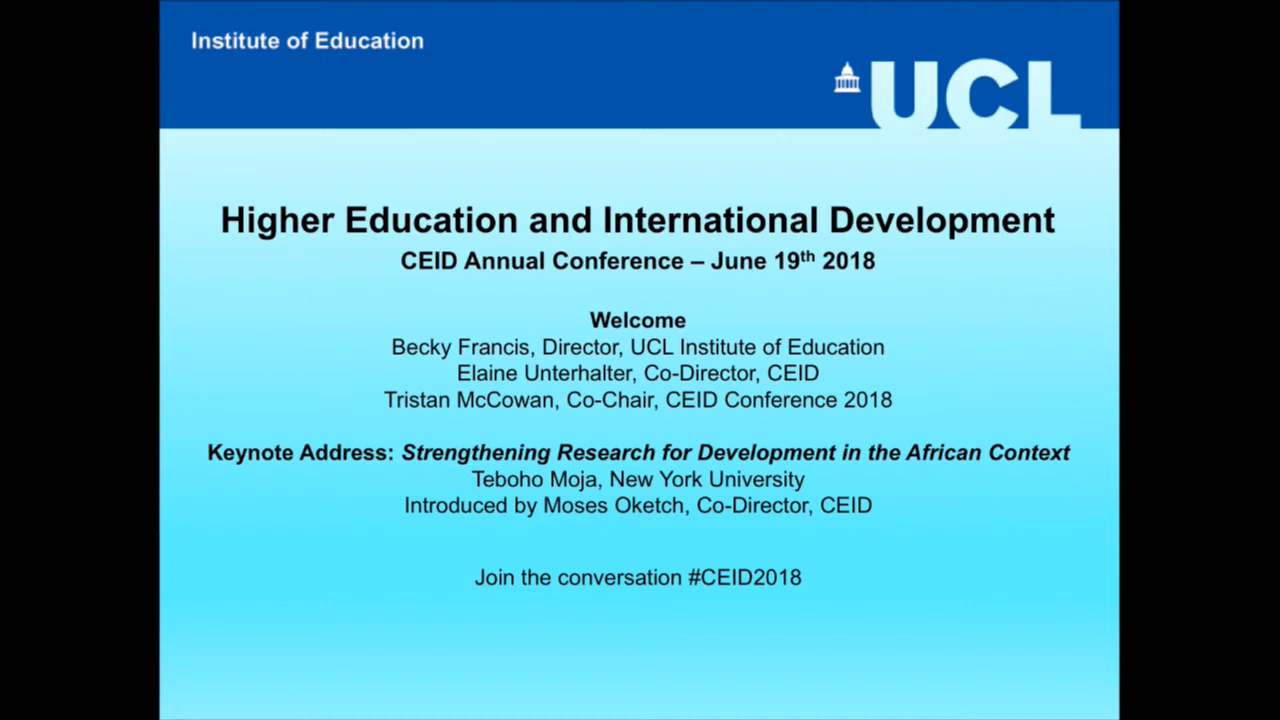 Institute of Education
UCL
Higher Education and International Development
CEID Annual Conference – June 19th 2018
Welcome
Becky Francis, Director, UCL Institute of Education
Elaine Unterhalter, Co-Director, CEID
Tristan McCowan, Co-Chair, CEID Conference 2018
Keynote Address: Strengthening Research for Development in the African Context
Teboho Moja, New York University
Introduced by Moses Oketch, Co-Director, CEID
Join the conversation #CEID2018